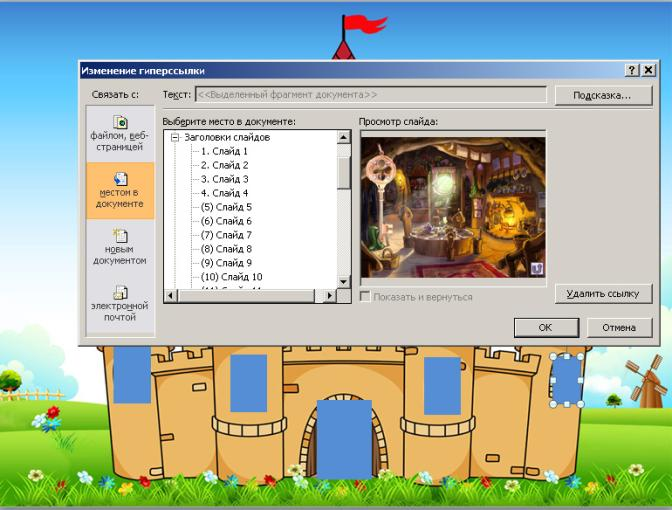 Изменение гиперссылки
Связать с:
Текст: <<Выделенный фрагмент документа>>
Подсказка...
файлом, веб-
страницей
местом в
документе
новым
документом
электронной
почтой
Выберите место в документе:
Заголовки слайдов
1. Слайд 1
2. Слайд 2
3. Слайд 3
4. Слайд 4
(5) Слайд 5
(6) Слайд 6
(7) Слайд 7
(8) Слайд 8
(9) Слайд 9
(10) Слайд 10
Просмотр слайда:
Показать и вернуться
Удалить ссылку
ОК
Отмена